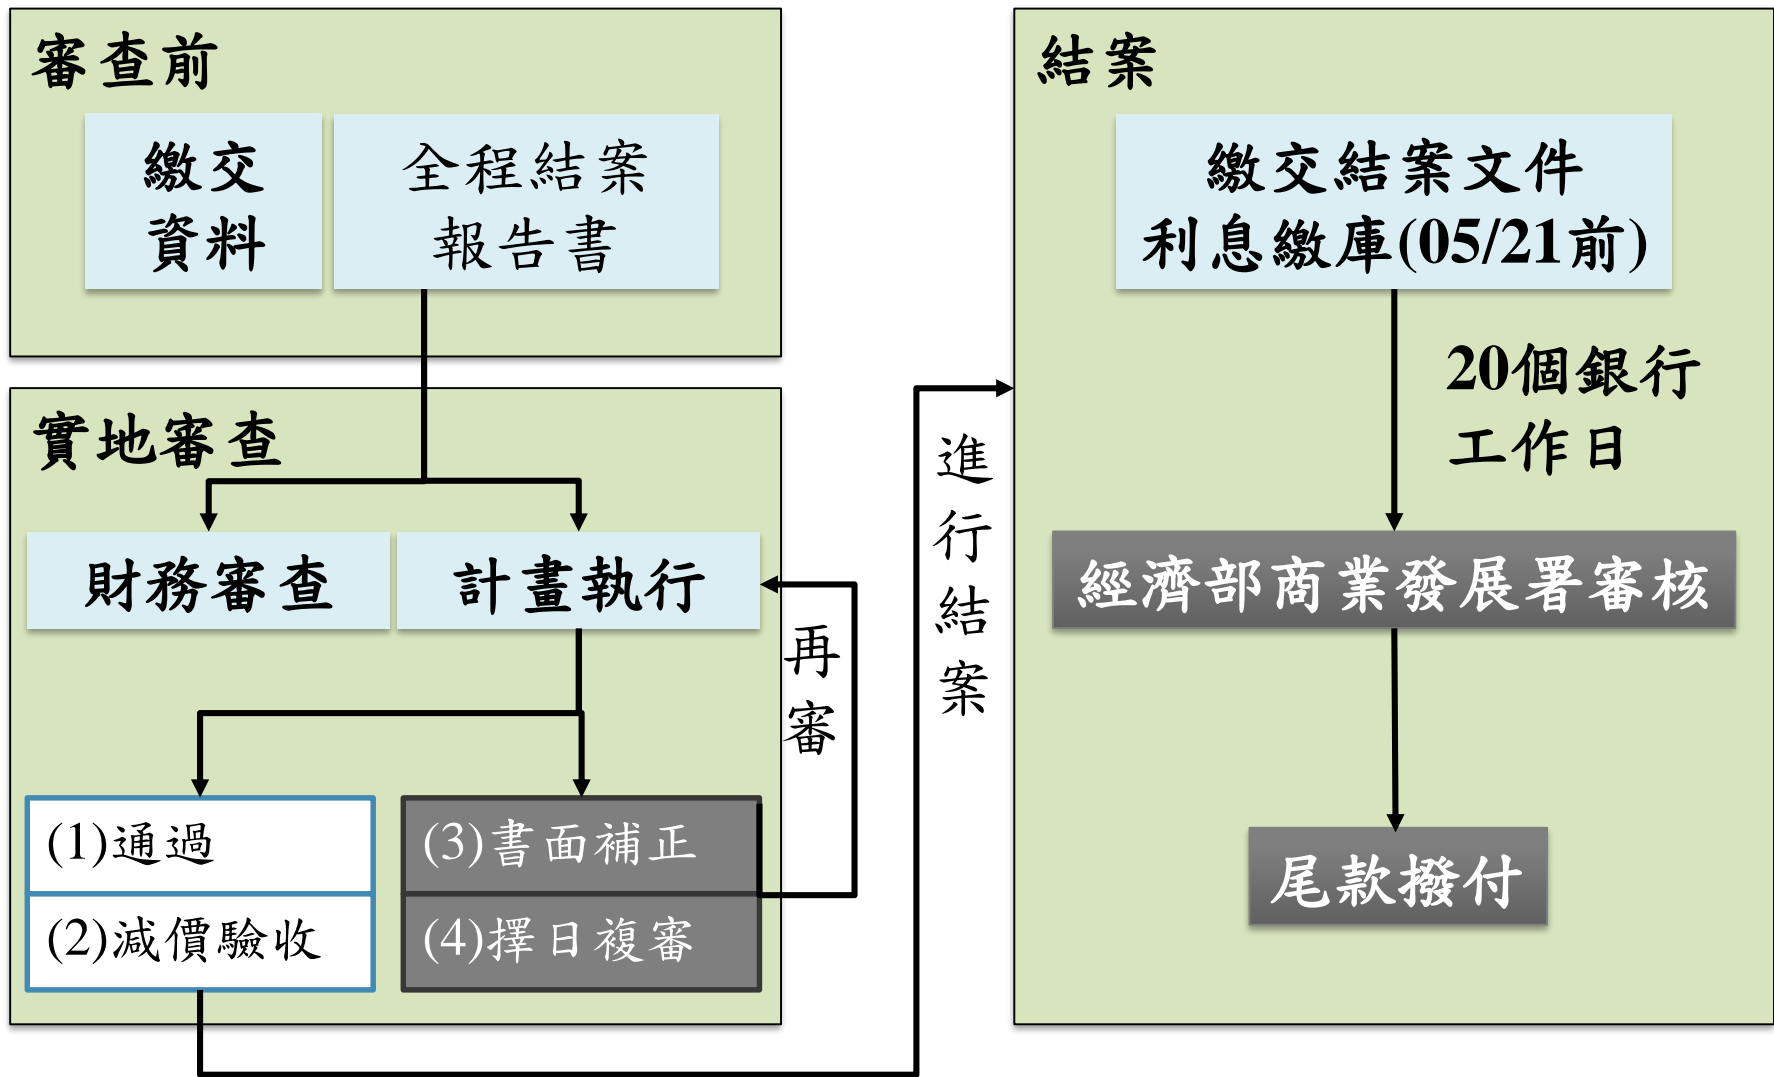 審查前
繳交
資料
全程結案
報告書
實地審查
財務審查
計畫執行
再
審
(1)通過
(2)減價驗收
(3)書面補正
(4)擇日複審
進
行
結
案
結案
繳交結案文件
利息繳庫(05/21前)
20個銀行
工作日
經濟部商業發展署審核
尾款撥付